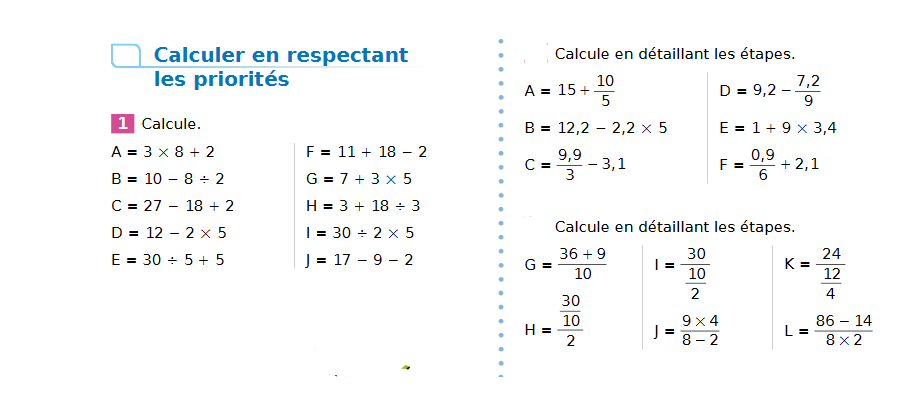 Calculer en respectant
les priorités
1 Calcule.
A = 3 × 8 + 2
B = 10 − 8 ÷ 2
C = 27 − 18 + 2
D = 12 − 2 × 5
E = 30 ÷ 5 + 5
F = 11 + 18 − 2
G = 7 + 3 × 5
H = 3 + 18 ÷ 3
I = 30 ÷ 2 × 5
J = 17 − 9 − 2
Calcule en détaillant les étapes.
A = 15 + 10/5
B = 12,2 − 2,2 × 5
C = 9,9/3 − 3,1
D = 9,2 − 7,2/9
E = 1 + 9 × 3,4
F = 0,9/6 + 2,1
Calcule en détaillant les étapes.
G = (36 + 9)/10
H = (30/10)/2
I = 30/(10/2)
J = (9 × 4)/(8 − 2)
K = 24/(12/4)
L = (86 − 14)/(8 × 2)